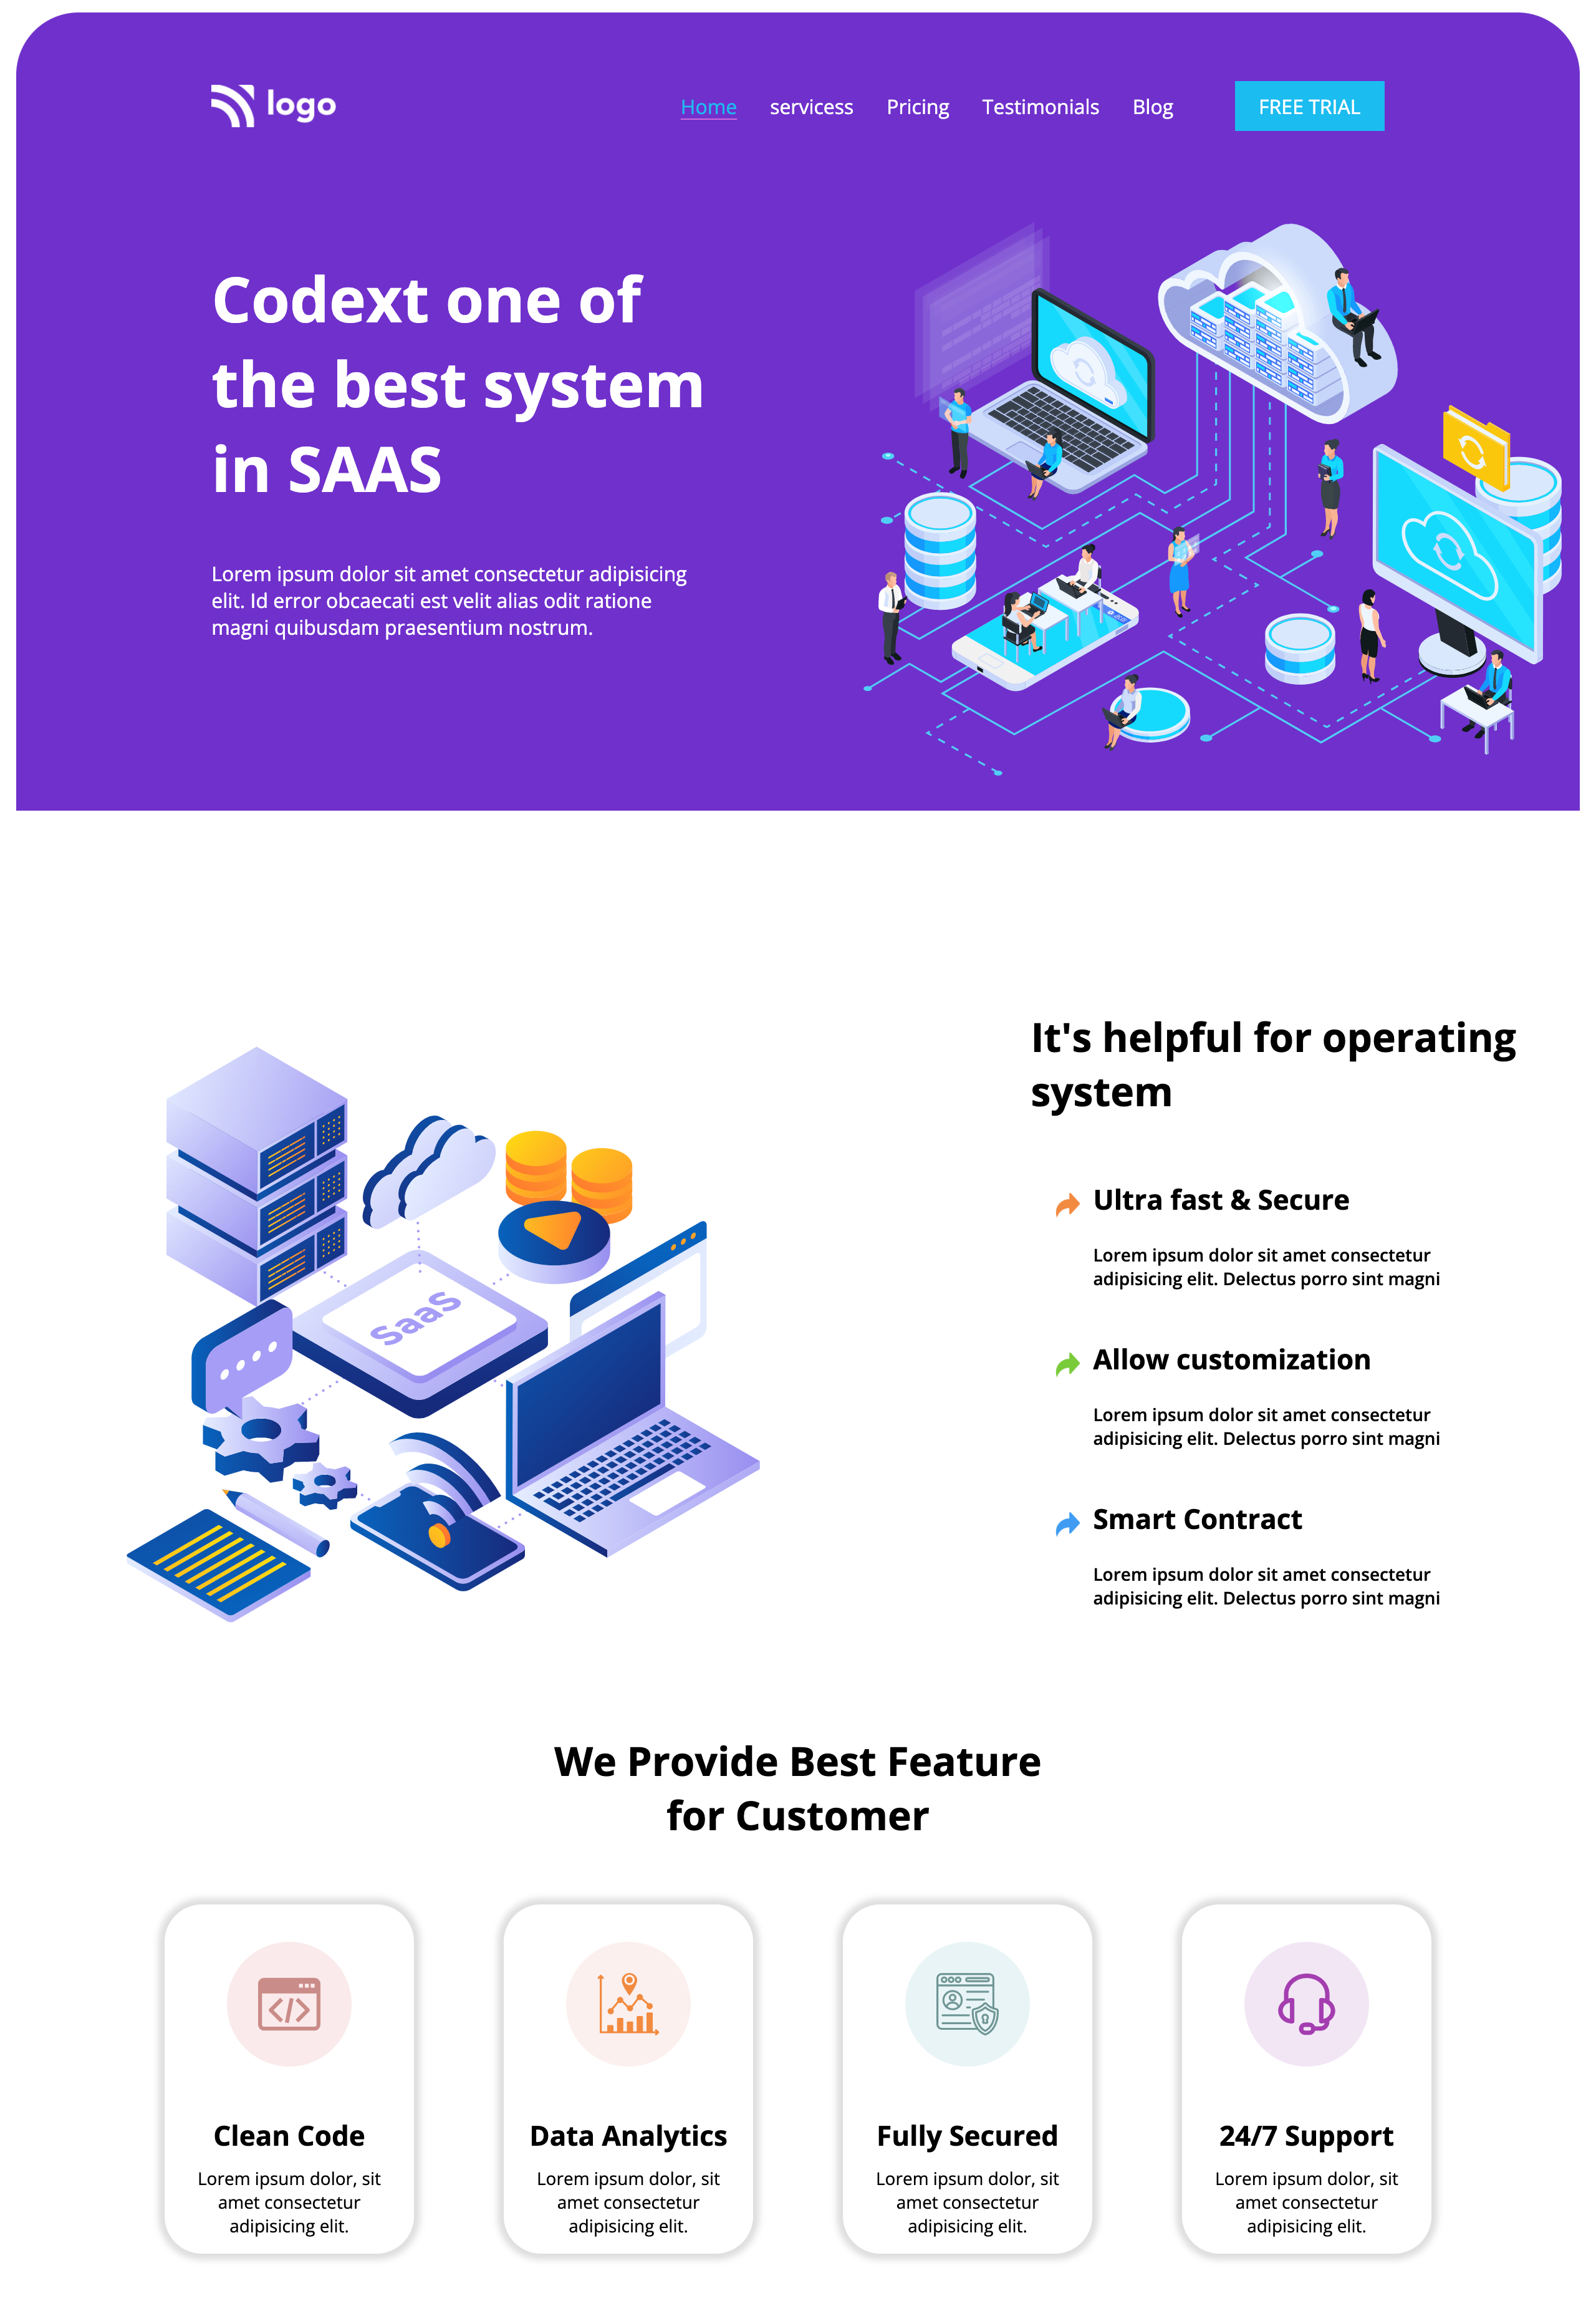 logo
Home servicess Pricing Testimonials Blog FREE TRIAL
Codext one of
the best system
in SAAS
Lorem ipsum dolor sit amet consectetur adipisicing
elit. Id error obcaecati est velit alias odit ratione
magni quibusdam praesentium nostrum.
SaaS
It's helpful for operating
system
Ultra fast & Secure
Lorem ipsum dolor sit amet consectetur
adipisicing elit. Delectus porro sint magni
Allow customization
Lorem ipsum dolor sit amet consectetur
adipisicing elit. Delectus porro sint magni
Smart Contract
Lorem ipsum dolor sit amet consectetur
adipisicing elit. Delectus porro sint magni
We Provide Best Feature
for Customer
Clean Code
Lorem ipsum dolor, sit
amet consectetur
adipisicing elit.
Data Analytics
Lorem ipsum dolor, sit
amet consectetur
adipisicing elit.
Fully Secured
Lorem ipsum dolor, sit
amet consectetur
adipisicing elit.
24/7 Support
Lorem ipsum dolor, sit
amet consectetur
adipisicing elit.